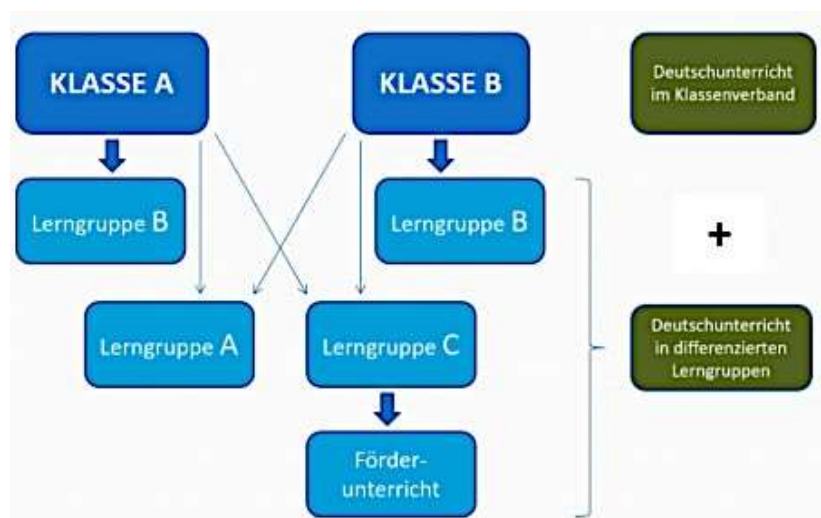 KLASSE A
KLASSE B
Deutschunterricht
im Klassenverband
Lerngruppe B
Lerngruppe B
+
Lerngruppe A
Lerngruppe C
Deutschunterricht
in differenzierten
Lerngruppen
Förder-
unterricht